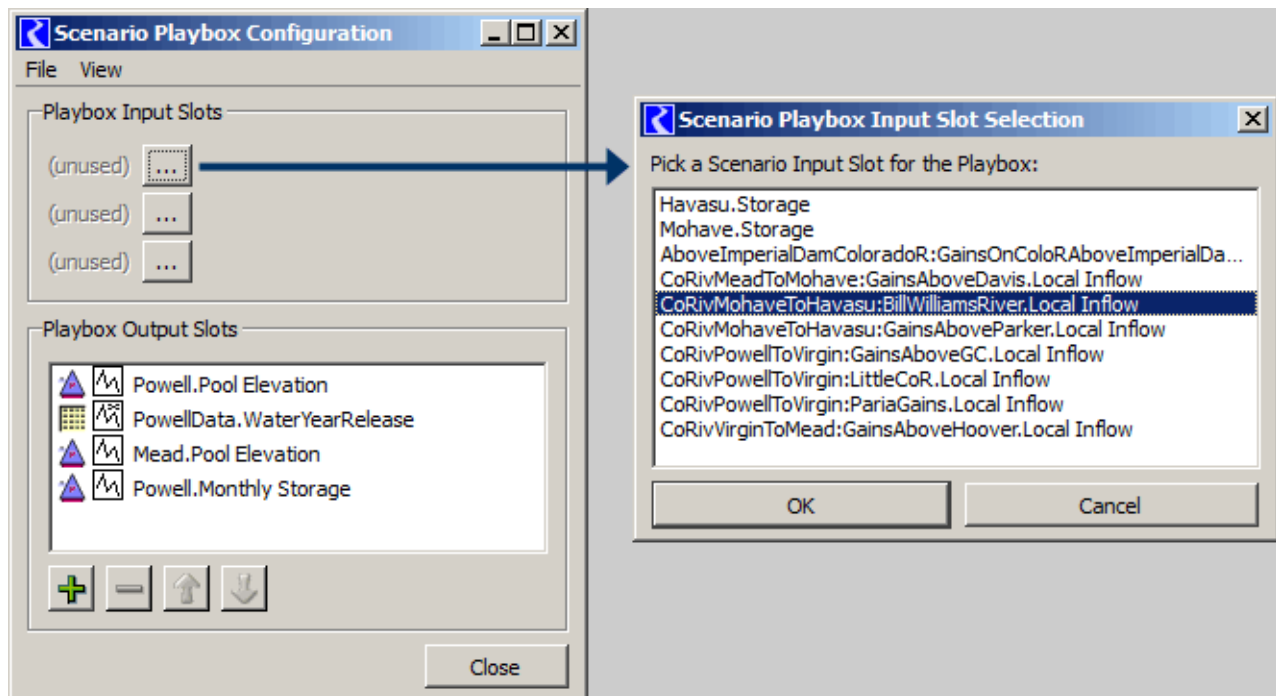 Scenario Playbox Configuration
File View
Playbox Input Slots
(unused) ...
(unused) ...
(unused) ...
Playbox Output Slots
Powell.Pool Elevation
PowellData.WaterYearRelease
Mead.Pool Elevation
Powell.Monthly Storage
Close
Scenario Playbox Input Slot Selection
Pick a Scenario Input Slot for the Playbox:
Havasu.Storage
Mohave.Storage
AboveImperialDamColoradoR:GainsOnColoRAboveImperialDa...
CoRivMeadToMohave:GainsAboveDavis.Local Inflow
CoRivMohaveToHavasu:BillWilliamsRiver.Local Inflow
CoRivMohaveToHavasu:GainsAboveParker.Local Inflow
CoRivPowellToVirgin:GainsAboveGC.Local Inflow
CoRivPowellToVirgin:LittleCoR.Local Inflow
CoRivPowellToVirgin:PariaGains.Local Inflow
CoRivVirginToMead:GainsAboveHoover.Local Inflow
OK Cancel